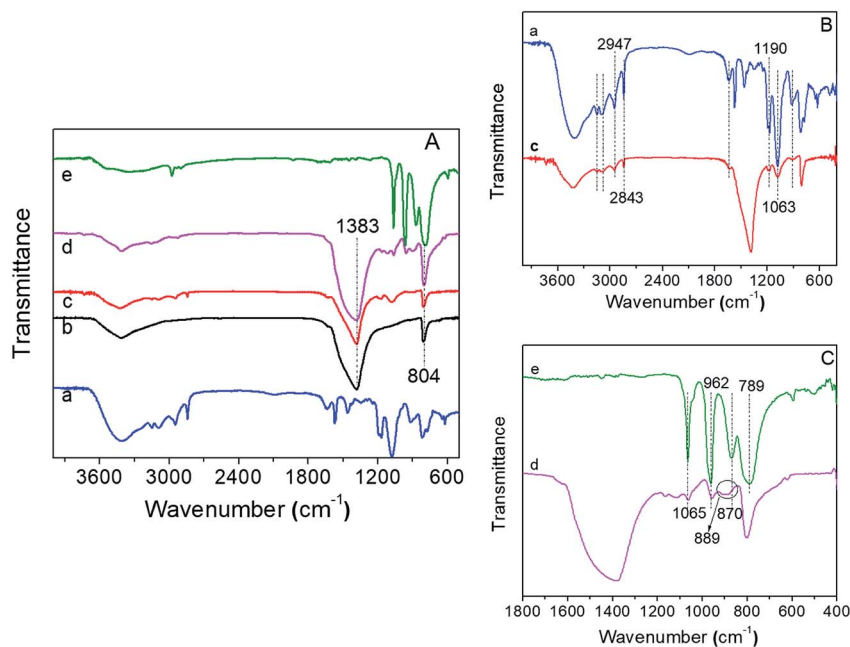 A
e
1383
d
c
b
804
a
Transmittance
3600 3000 2400 1800 1200 600
Wavenumber (cm-1)
B
a
2947
1190
c
2843
1063
Transmittance
3600 3000 2400 1800 1200 600
Wavenumber (cm-1)
C
e
962 789
d
1065 870
889
Transmittance
1800 1600 1400 1200 1000 800 600 400
Wavenumber (cm-1)